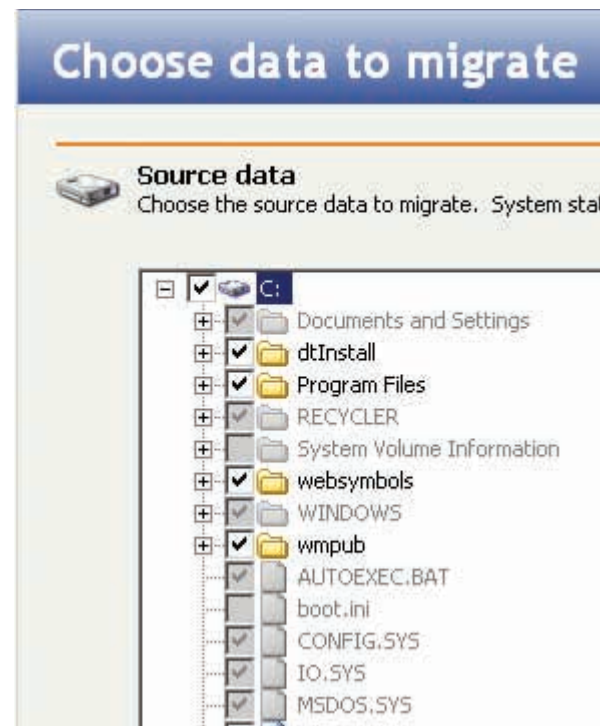 Choose data to migrate
Source data
Choose the source data to migrate. System stat
C:
Documents and Settings
dtInstall
Program Files
RECYCLER
System Volume Information
websymbols
WINDOWS
wmpub
AUTOEXEC.BAT
boot.ini
CONFIG.SYS
IO.SYS
MSDOS.SYS